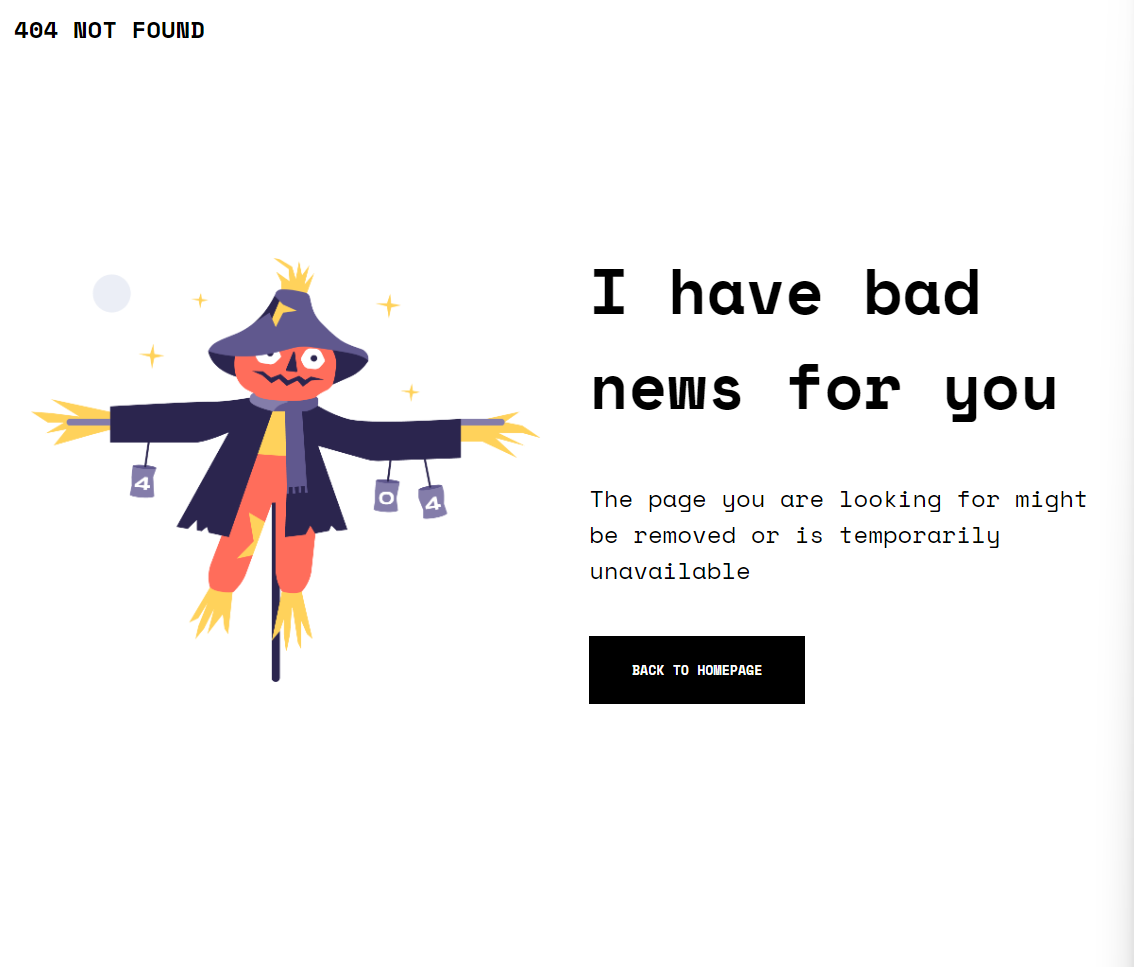 404 NOT FOUND
I have bad
news for you
4
0
4
The page you are looking for might
be removed or is temporarily
unavailable
BACK TO HOMEPAGE